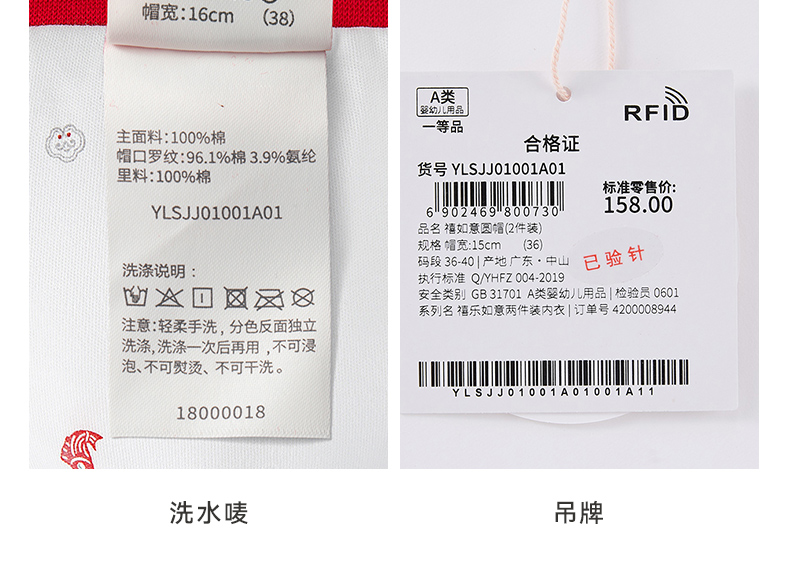 帽宽:16cm （38）
主面料:100%棉
帽口罗纹:96.1%棉 3.9%氨纶
里料:100%棉
YLSJJ01001A01
洗涤说明：
注意:轻柔手洗，分色反面独立
洗涤,洗涤一次后再用，不可浸
泡、不可熨烫、不可干洗。
18000018
A类
婴幼儿用品
一等品
RFID
合格证
货号 YLSJJ01001A01
6 902469 800730
标准零售价:
158.00
品名 禧如意圆帽(2件装)
规格 帽宽:15cm （36）
码段 36-40 | 产地 广东·中山
已验针
执行标准 Q/YHFZ 004-2019
安全类别 GB 31701 A类婴幼儿用品 | 检验员 0601
系列名 禧乐如意两件装内衣 | 订单号 4200008944
YLSJJ01001A01001A11
洗水唛
吊牌